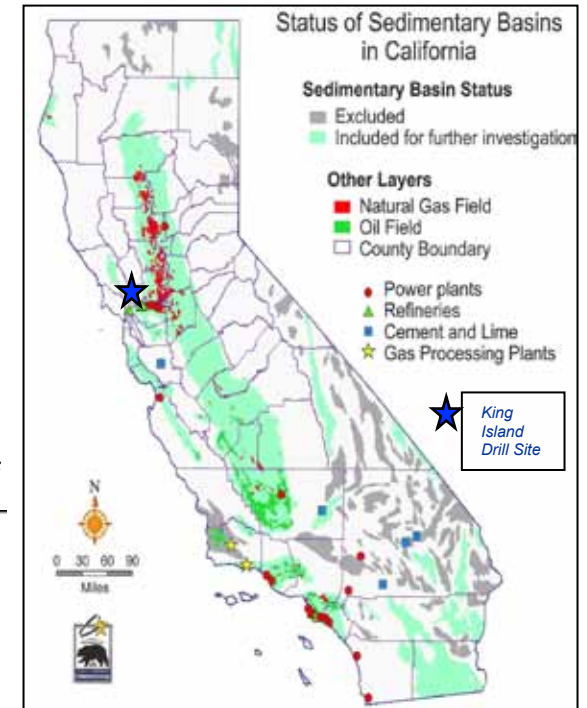 Status of Sedimentary Basins
in California
Sedimentary Basin Status
Excluded
Included for further investigation
Other Layers
Natural Gas Field
Oil Field
County Boundary
Power plants
Refineries
Cement and Lime
Gas Processing Plants
King
Island
Drill Site
N
0 30 60 90
Miles